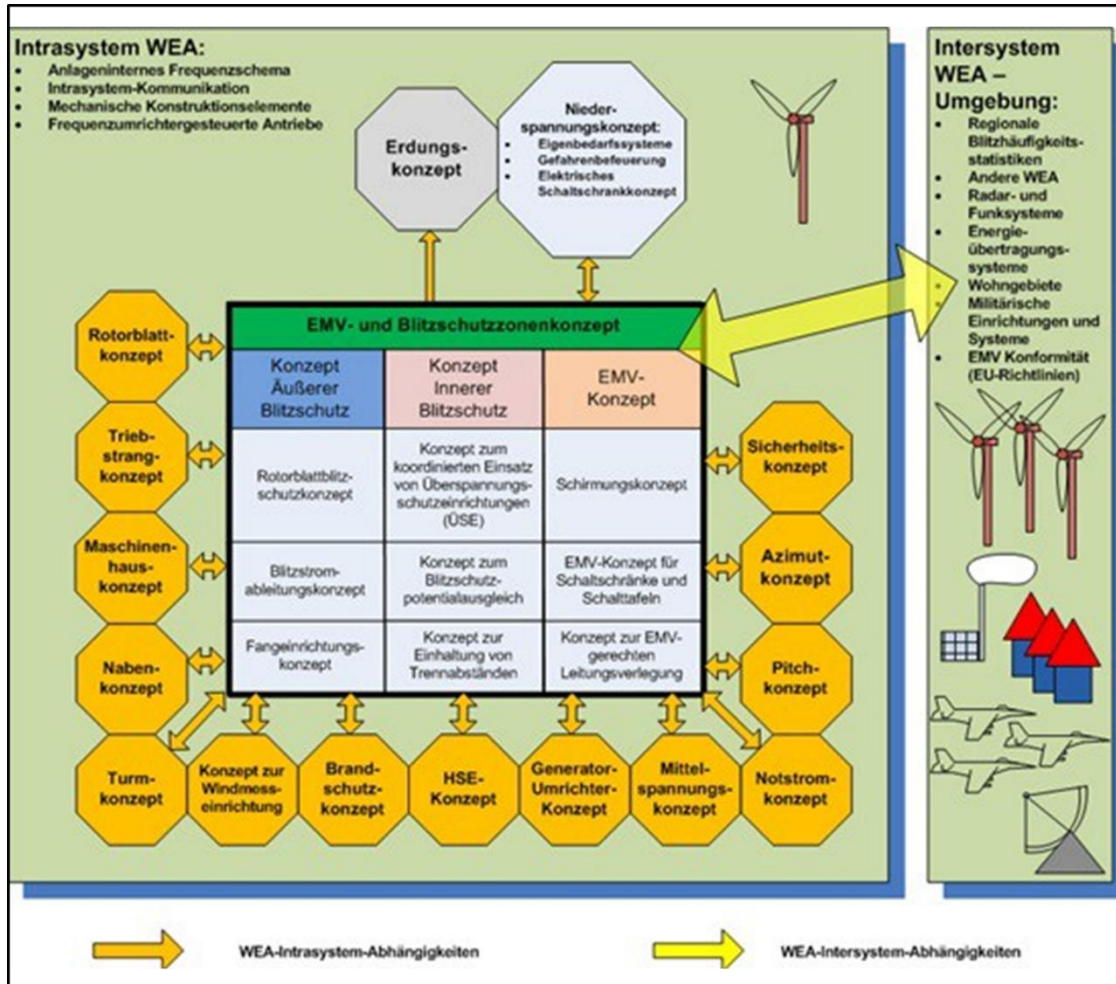 Intrasystem WEA:
• Anlageninternes Frequenzschema
• Intrasystem-Kommunikation
• Mechanische Konstruktionselemente
• Frequenzumrichtergesteuerte Antriebe
Erdungs-
konzept
Nieder-
spannungskonzept:
• Eigenbedarfssysteme
• Gefahrenbefeuerung
• Elektrisches
Schaltschrankkonzept
Intersystem
WEA –
Umgebung:
• Regionale
Blitzhäufigkeits-
statistiken
• Andere WEA
• Radar- und
Funksysteme
• Energie-
übertragungs-
systeme
• Wohngebiete
• Militärische
Einrichtungen und
Systeme
• EMV Konformität
(EU-Richtlinien)
EMV- und Blitzschutzzonenkonzept
Konzept
Äußerer
Blitzschutz
Konzept
Innerer
Blitzschutz
EMV-
Konzept
Rotorblattblitz-
schutzkonzept
Konzept zum
koordinierten Einsatz
von Überspannungs-
schutzeinrichtungen
(ÜSE)
Schirmungskonzept
Blitzstrom-
ableitungskonzept
Konzept zum
Blitzschutz-
potentialausgleich
EMV-Konzept für
Schaltschränke und
Schalttafeln
Fangeinrichtungs-
konzept
Konzept zur
Einhaltung von
Trennabständen
Konzept zur EMV-
gerechten
Leitungsverlegung
Rotorblatt-
konzept
Trieb-
strang-
konzept
Maschinen-
haus-
konzept
Naben-
konzept
Turm-
konzept
Konzept zur
Windmess-
einrichtung
Brand-
schutz-
konzept
HSE-
Konzept
Generator-
Umrichter-
Konzept
Mittel-
spannungs-
konzept
Notstrom-
konzept
Sicherheits-
konzept
Azimut-
konzept
Pitch-
konzept
WEA-Intrasystem-Abhängigkeiten
WEA-Intersystem-Abhängigkeiten